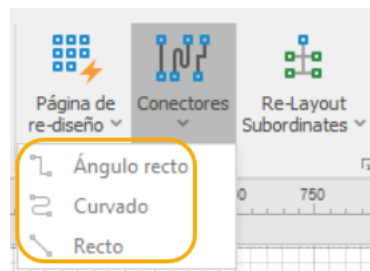 Página de
re-diseño
Conectores
Re-Layout
Subordinates
Ángulo recto
Curvado
Recto
0
750